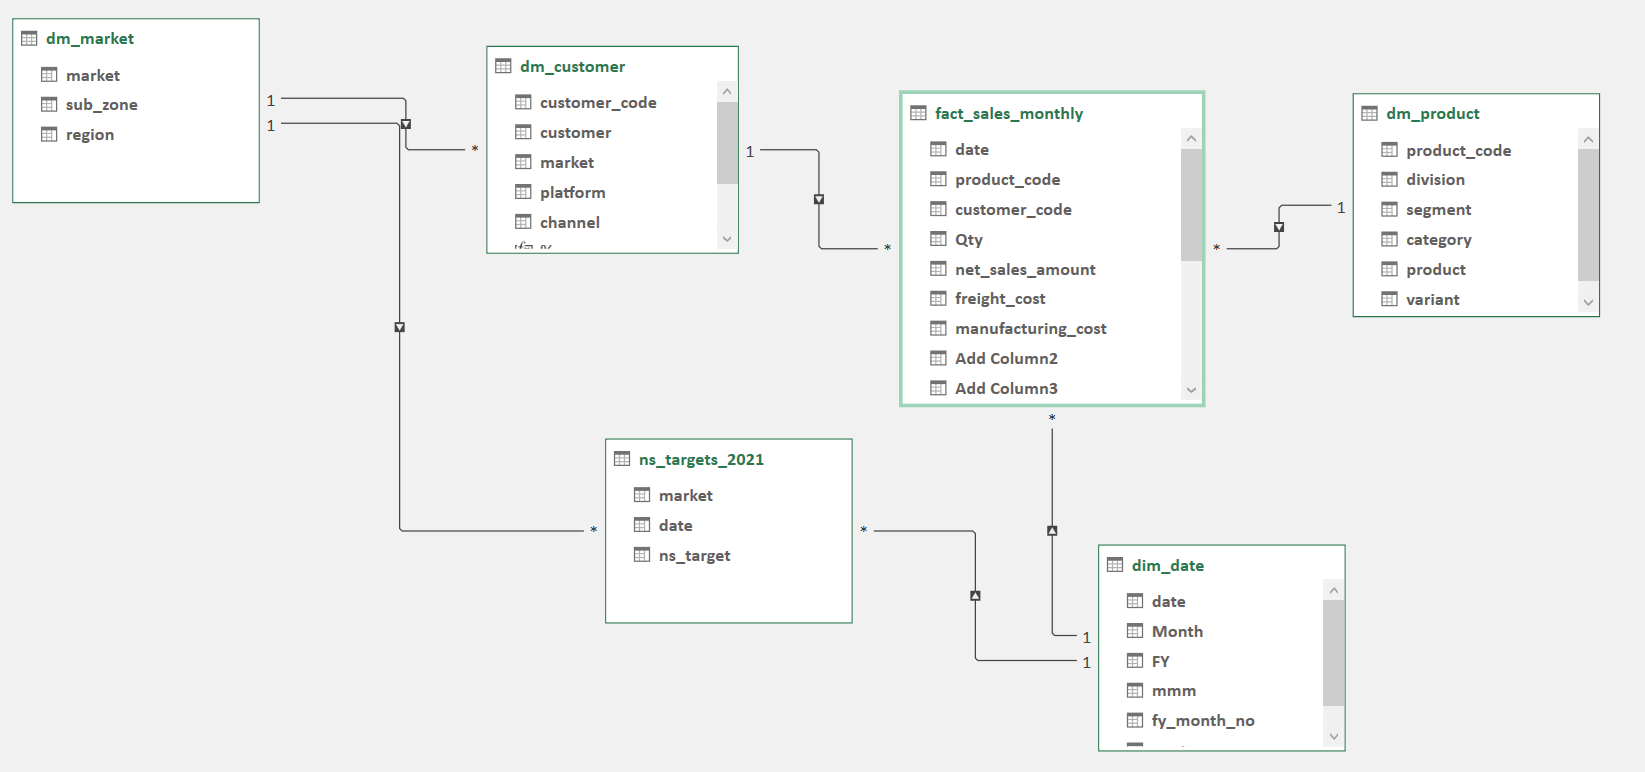 dm_market
market
sub_zone
region
1
1
*
dm_customer
customer_code
customer
market
platform
channel
1
*
fact_sales_monthly
date
product_code
customer_code
Qty
net_sales_amount
freight_cost
manufacturing_cost
Add Column2
Add Column3
*
1
dm_product
product_code
division
segment
category
product
variant
*
ns_targets_2021
market
date
ns_target
*
*
1
1
dim_date
date
Month
FY
mmm
fy_month_no